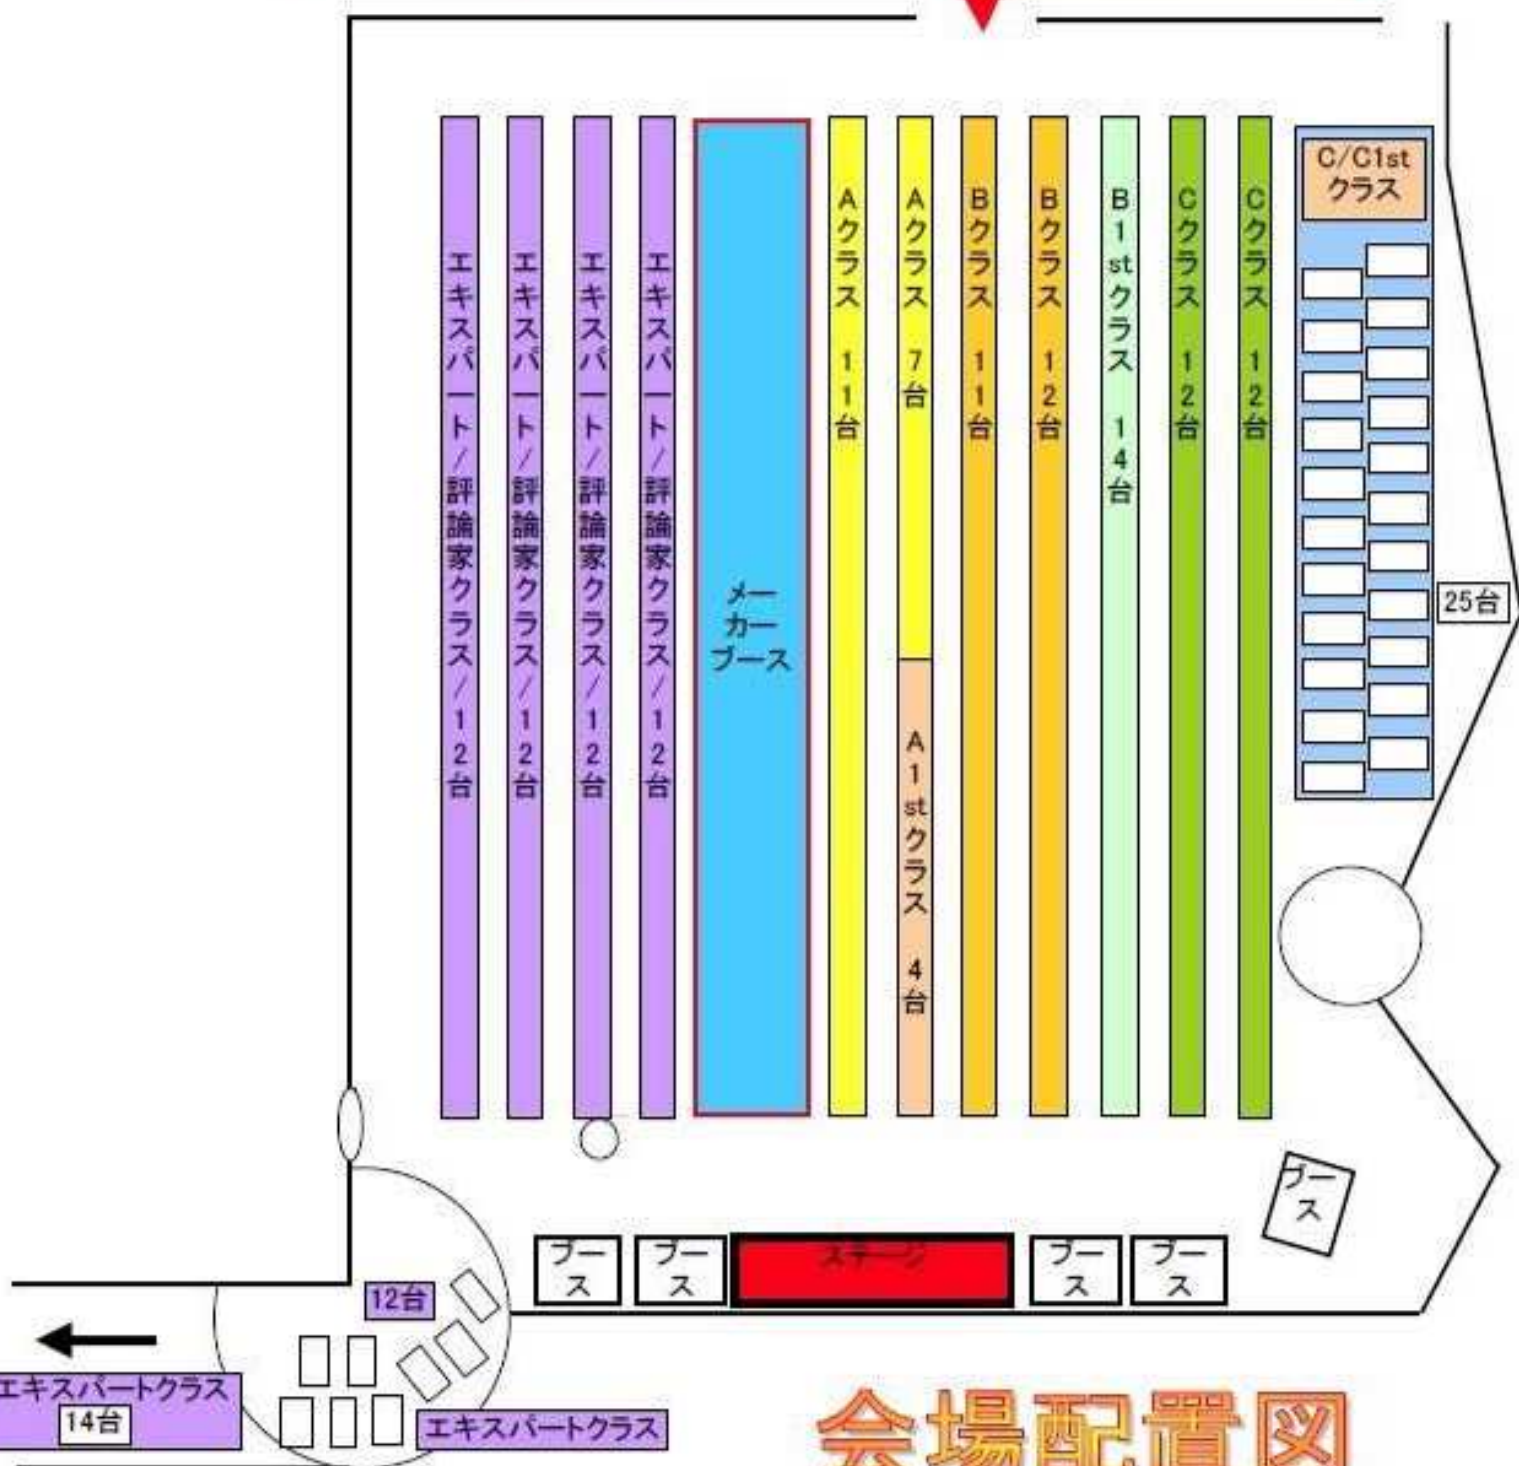 エキスパート/評論家クラス/12台
エキスパート/評論家クラス/12台
エキスパート/評論家クラス/12台
エキスパート/評論家クラス/12台
メー
カー
ブース
Aクラス 11台
Aクラス 7台
A1stクラス 4台
Bクラス 11台
Bクラス 12台
B1stクラス 14台
Cクラス 12台
Cクラス 12台
C/C1st
クラス
25台
ブー
ス
ブー
ス
ブー
ス
ステージ
ブー
ス
ブー
ス
12台
エキスパートクラス
14台
エキスパートクラス
会場配置図